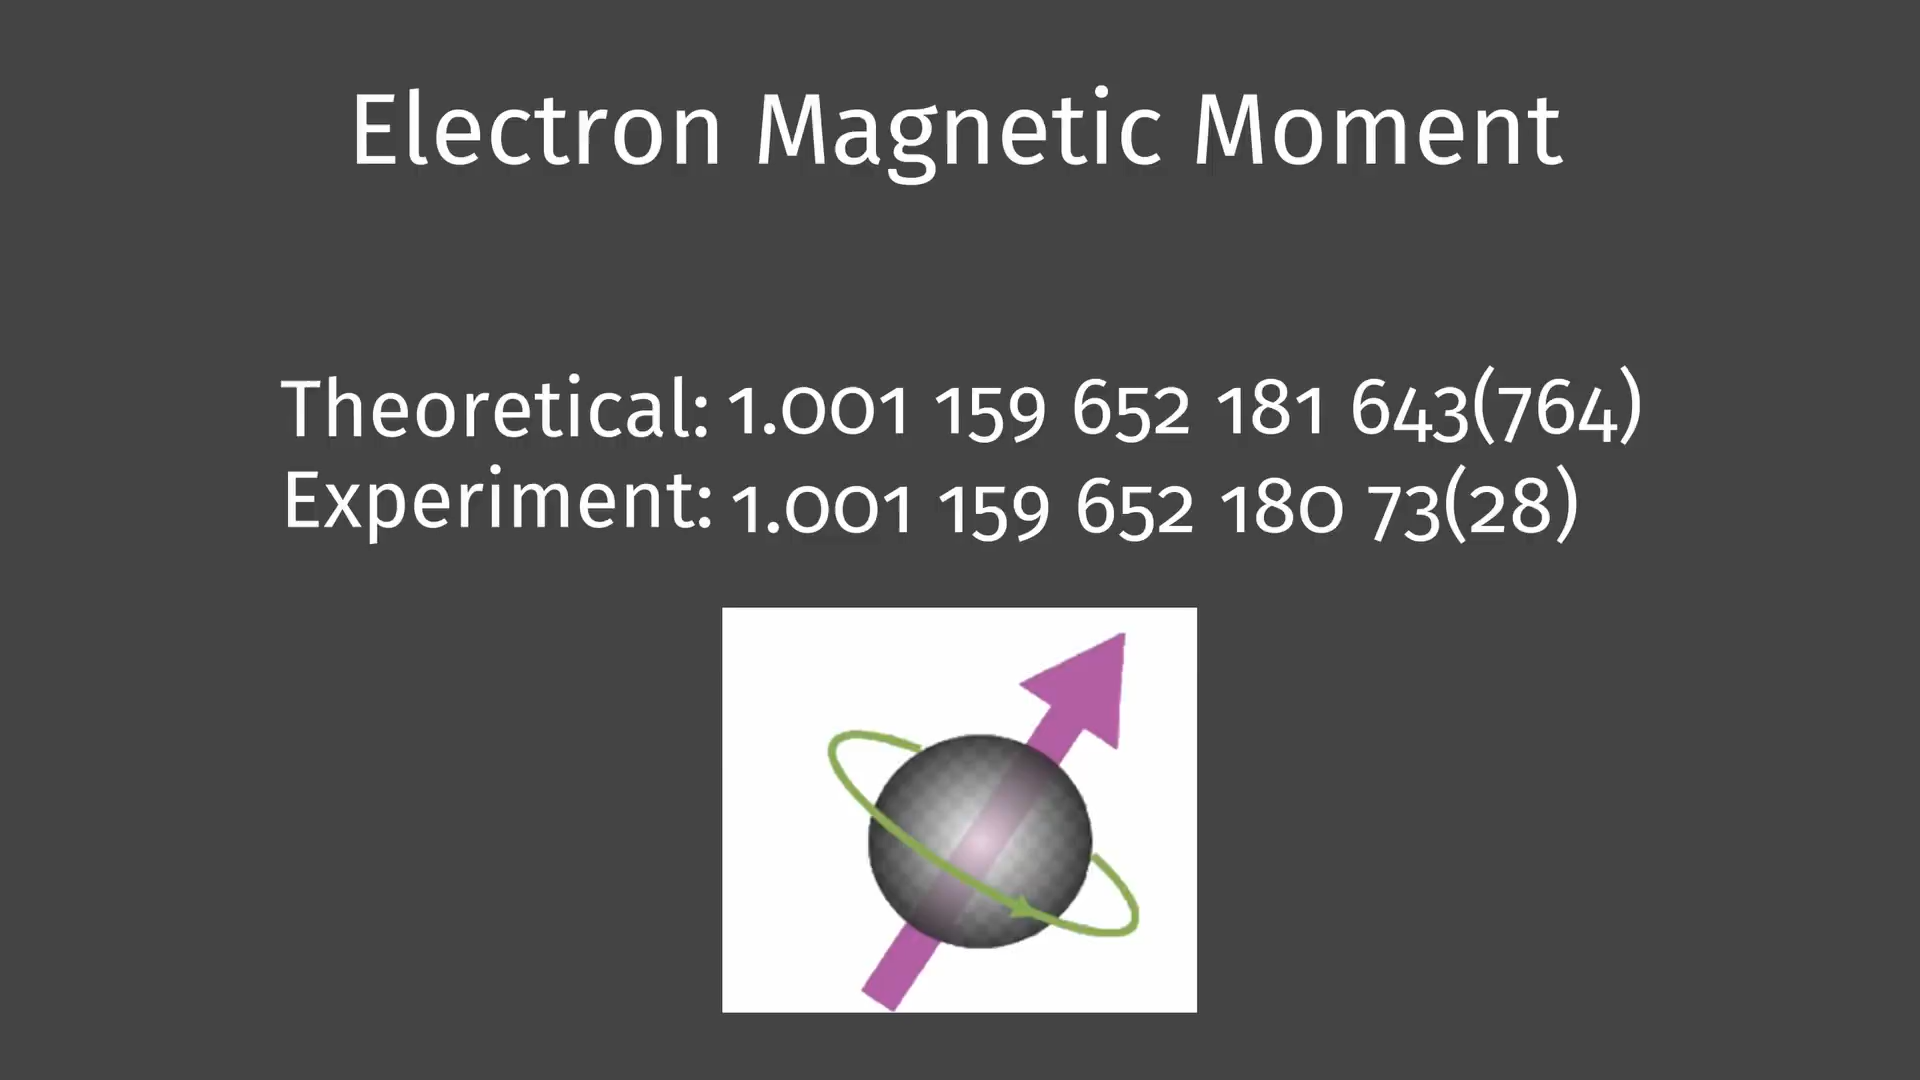 Electron Magnetic Moment
Theoretical: 1.001 159 652 181 643(764)
Experiment: 1.001 159 652 180 73(28)